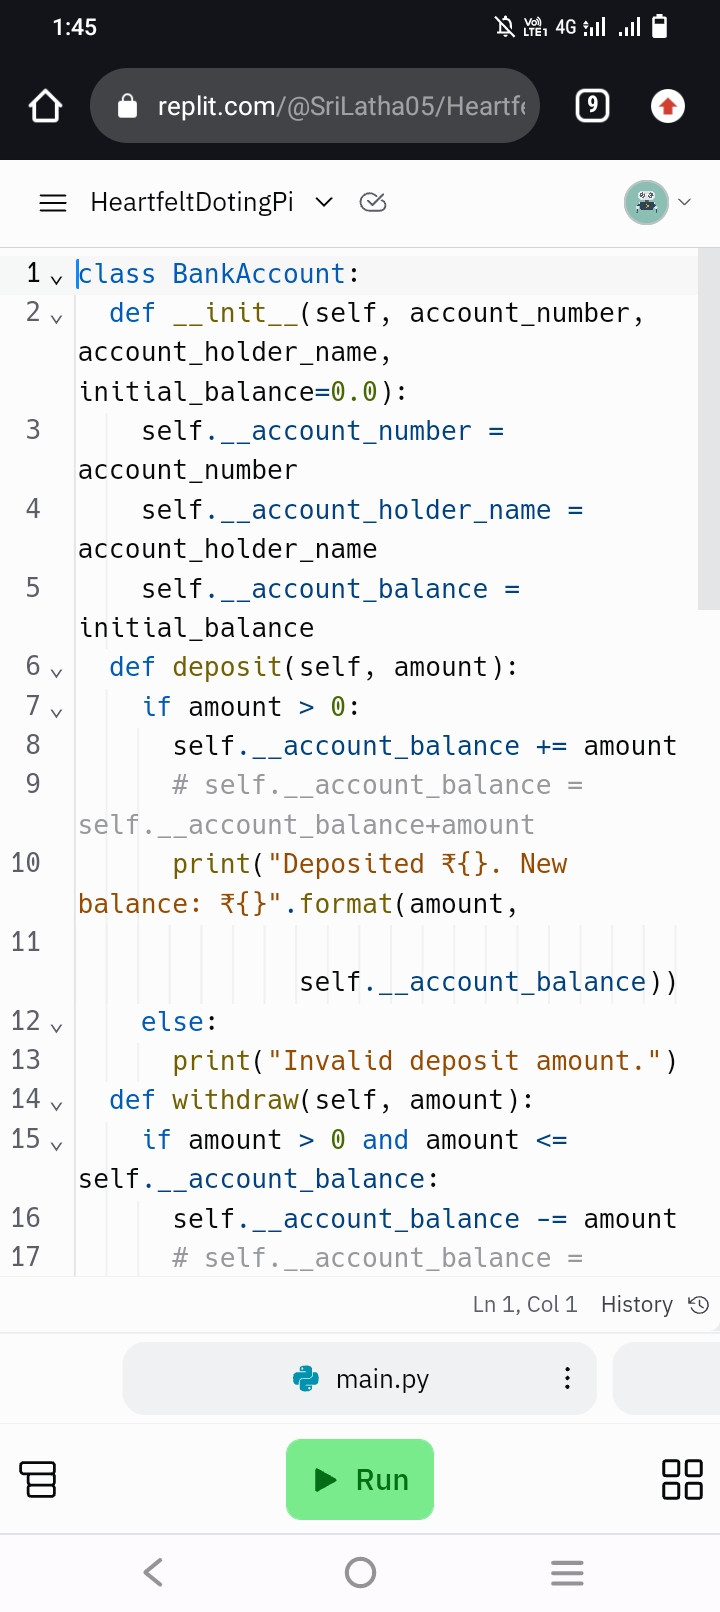 1:45
Vo)) LTE1 4G
replit.com/@SriLatha05/Heartfe
9
HeartfeltDotingPi
1 class BankAccount:
2 def __init__(self, account_number,
account_holder_name,
initial_balance=0.0):
3 self.__account_number =
account_number
4 self.__account_holder_name =
account_holder_name
5 self.__account_balance =
initial_balance
6 def deposit(self, amount):
7 if amount > 0:
8 self.__account_balance += amount
9 # self.__account_balance =
self.__account_balance+amount
10 print("Deposited ₹{}. New
balance: ₹{}".format(amount,
11
self.__account_balance))
12 else:
13 print("Invalid deposit amount.")
14 def withdraw(self, amount):
15 if amount > 0 and amount <=
self.__account_balance:
16 self.__account_balance -= amount
17 # self.__account_balance =
Ln 1, Col 1 History
main.py
Run